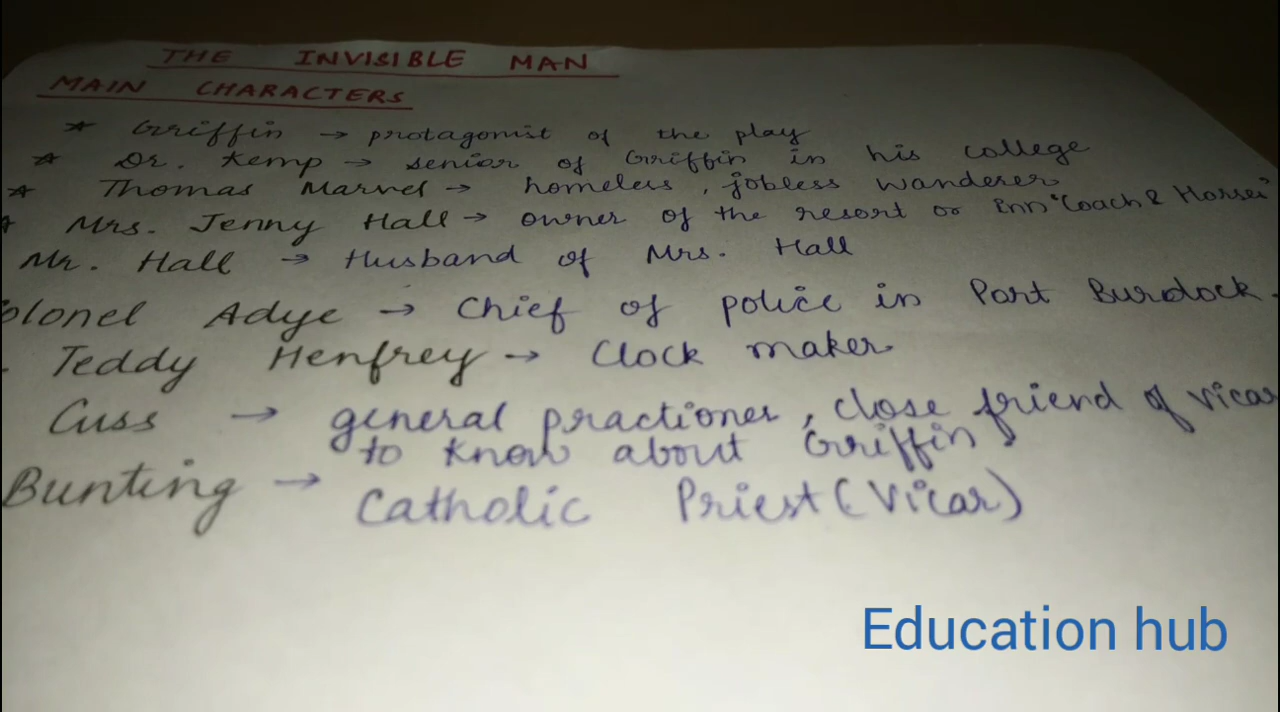 THE INVISIBLE MAN
MAIN CHARACTERS
* Griffin → protagonist of the play
* Dr. Kemp → senior of Griffin in his college
* Thomas Marvel → homeless, jobless wanderer
* Mrs. Jenny Hall → owner of the resort or Inn "Coach & Horses"
Mr. Hall → Husband of Mrs. Hall
olonel Adye → Chief of police in Port Burdock.
Teddy Henfrey → Clock maker
Cuss → general practioner, close friend of vicar
to know about Griffin
Bunting → Catholic Priest (Vicar)
Education hub